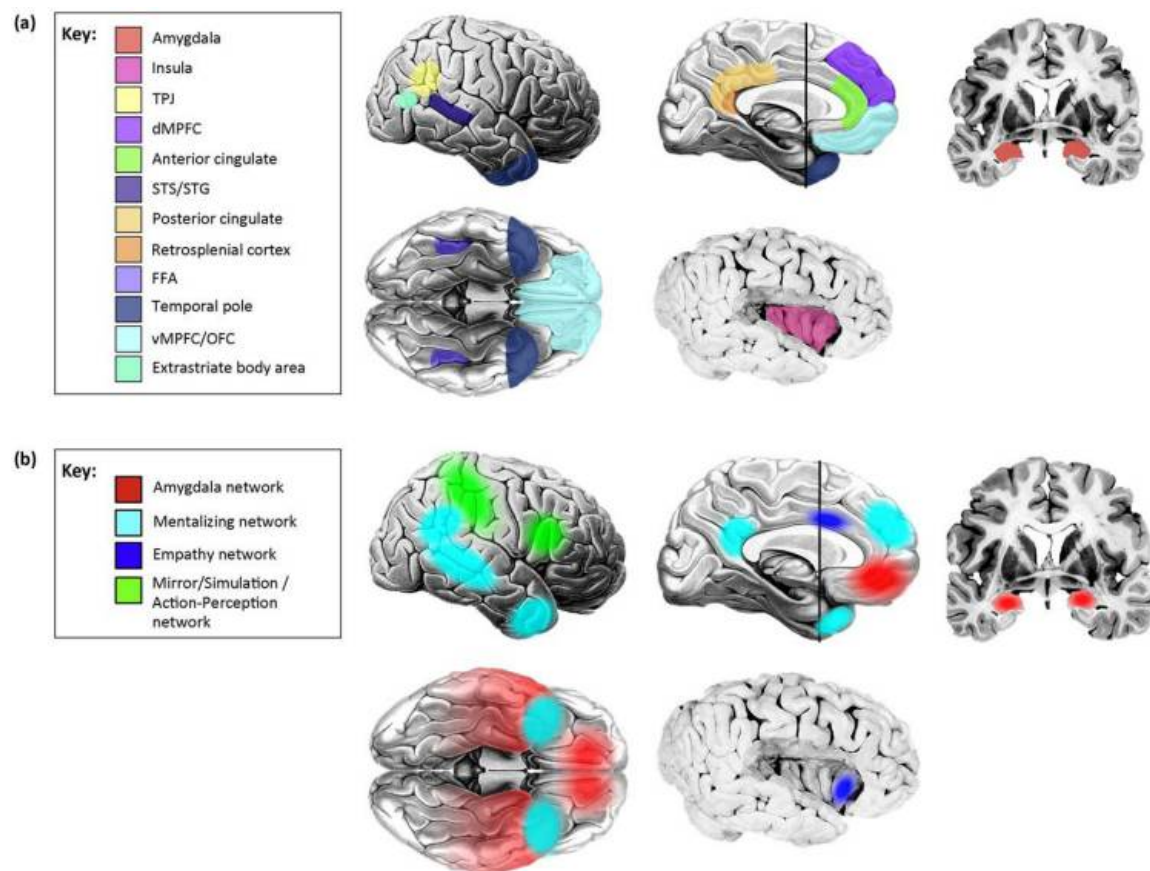 (a)
Key:
Amygdala
Insula
TPJ
dMPFC
Anterior cingulate
STS/STG
Posterior cingulate
Retrosplenial cortex
FFA
Temporal pole
vMPFC/OFC
Extrastriate body area
(b)
Key:
Amygdala network
Mentalizing network
Empathy network
Mirror/Simulation /
Action-Perception
network